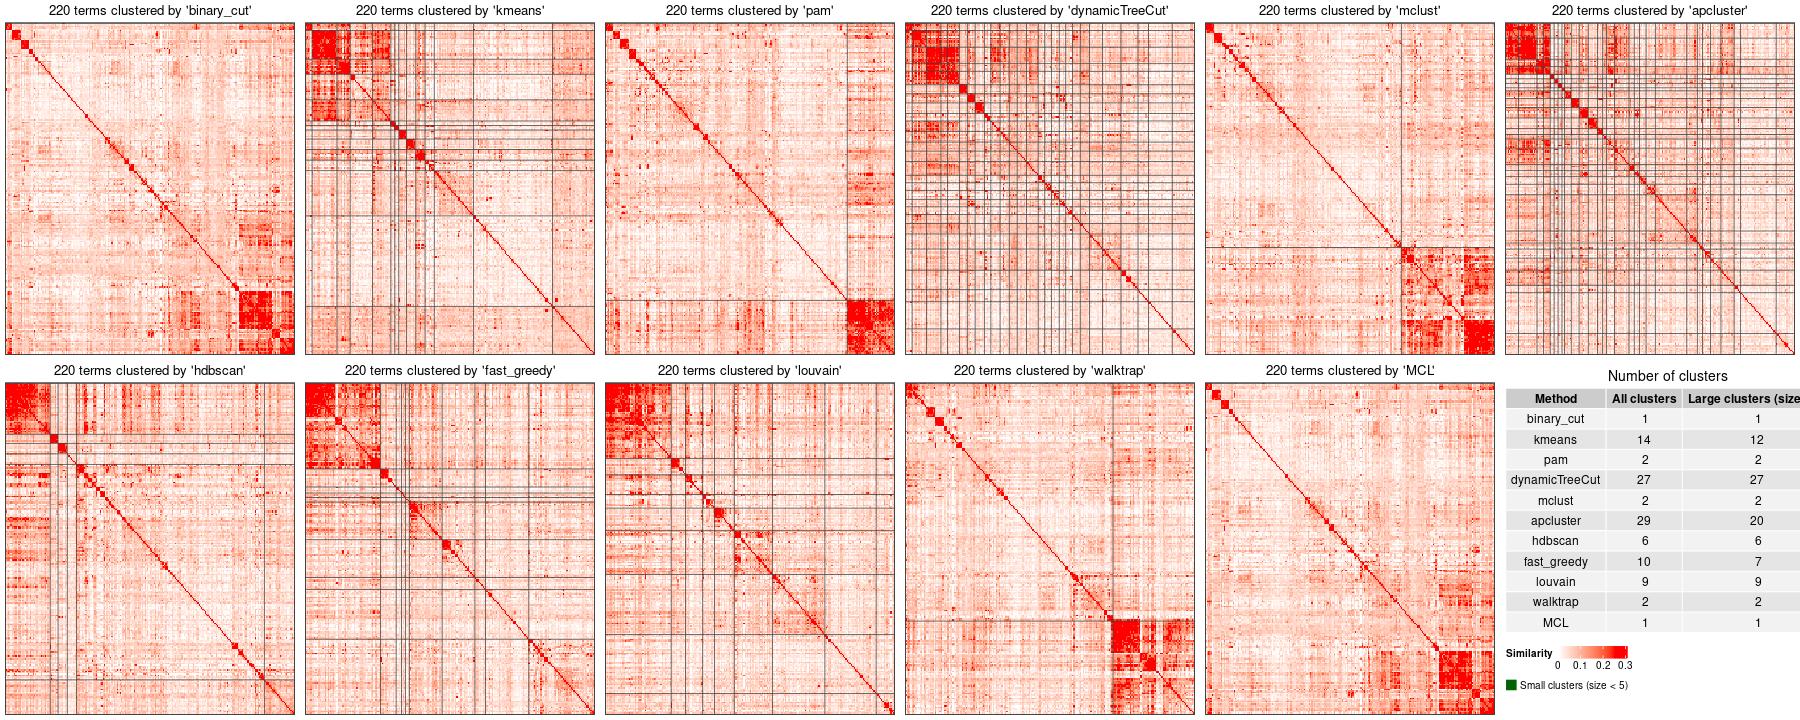 220 terms clustered by 'binary_cut'
220 terms clustered by 'kmeans'
220 terms clustered by 'pam'
220 terms clustered by 'dynamicTreeCut'
220 terms clustered by 'mclust'
220 terms clustered by 'apcluster'
220 terms clustered by 'hdbscan'
220 terms clustered by 'fast_greedy'
220 terms clustered by 'louvain'
220 terms clustered by 'walktrap'
220 terms clustered by 'MCL'
Number of clusters
Method All clusters Large clusters (size
binary_cut 1 1
kmeans 14 12
pam 2 2
dynamicTreeCut 27 27
mclust 2 2
apcluster 29 20
hdbscan 6 6
fast_greedy 10 7
louvain 9 9
walktrap 2 2
MCL 1 1
Similarity
0 0.1 0.2 0.3
Small clusters (size < 5)